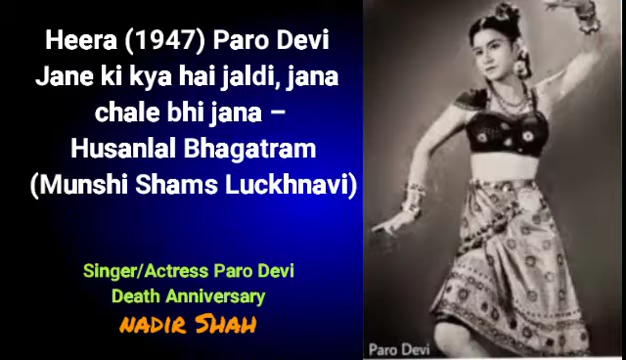 Heera (1947) Paro Devi
Jane ki kya hai jaldi, jana
chale bhi jana –
Husanlal Bhagatram
(Munshi Shams Luckhnavi)
Singer/Actress Paro Devi
Death Anniversary
NADIR SHAH
Paro Devi